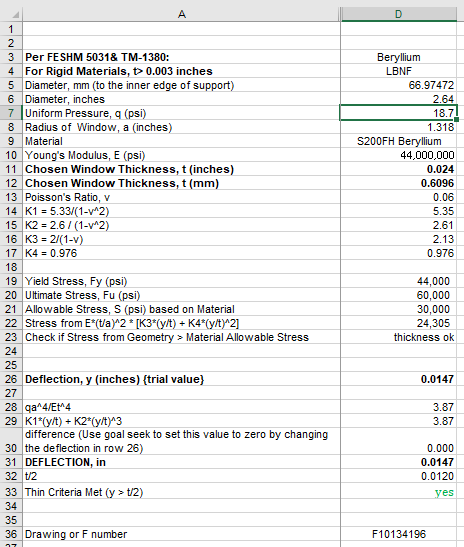 A D
1
2
3 Per FESHM 5031& TM-1380: Beryllium
4 For Rigid Materials, t> 0.003 inches LBNF
5 Diameter, mm (to the inner edge of support) 66.97472
6 Diameter, inches 2.64
7 Uniform Pressure, q (psi) 18.7
8 Radius of Window, a (inches) 1.318
9 Material S200FH Beryllium
10 Young's Modulus, E (psi) 44,000,000
11 Chosen Window Thickness, t (inches) 0.024
12 Chosen Window Thickness, t (mm) 0.6096
13 Poisson's Ratio, v 0.06
14 K1 = 5.33/(1-v^2) 5.35
15 K2 = 2.6 / (1-v^2) 2.61
16 K3 = 2/(1-v) 2.13
17 K4 = 0.976 0.976
18
19 Yield Stress, Fy (psi) 44,000
20 Ultimate Stress, Fu (psi) 60,000
21 Allowable Stress, S (psi) based on Material 30,000
22 Stress from E*(t/a)^2 * [K3*(y/t) + K4*(y/t)^2] 24,305
23 Check if Stress from Geometry > Material Allowable Stress thickness ok
24
25
26 Deflection, y (inches) {trial value} 0.0147
27
28 qa^4/Et^4 3.87
29 K1*(y/t) + K2*(y/t)^3 3.87
difference (Use goal seek to set this value to zero by changing
30 the deflection in row 26) 0.000
31 DEFLECTION, in 0.0147
32 t/2 0.0120
33 Thin Criteria Met (y > t/2) yes
34
35
36 Drawing or F number F10134196
37